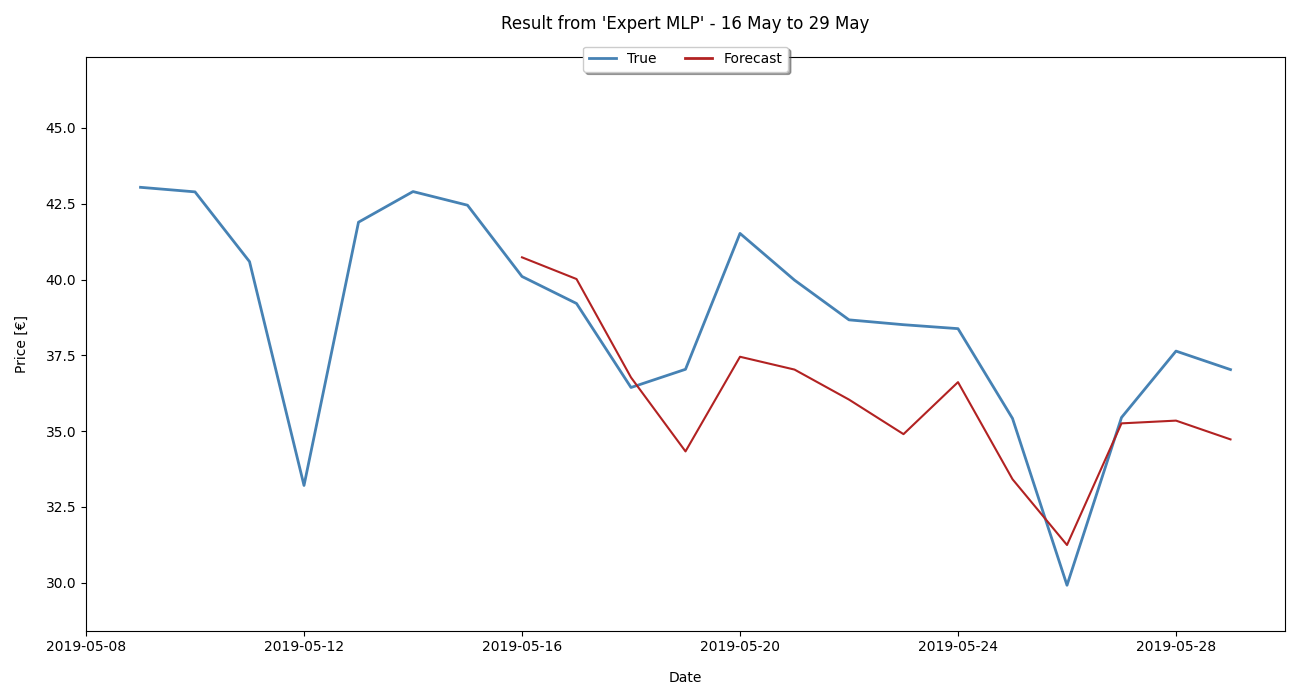 Result from 'Expert MLP' - 16 May to 29 May
True Forecast
45.0
42.5
40.0
37.5
35.0
32.5
30.0
Price [€]
2019-05-08 2019-05-12 2019-05-16 2019-05-20 2019-05-24 2019-05-28
Date